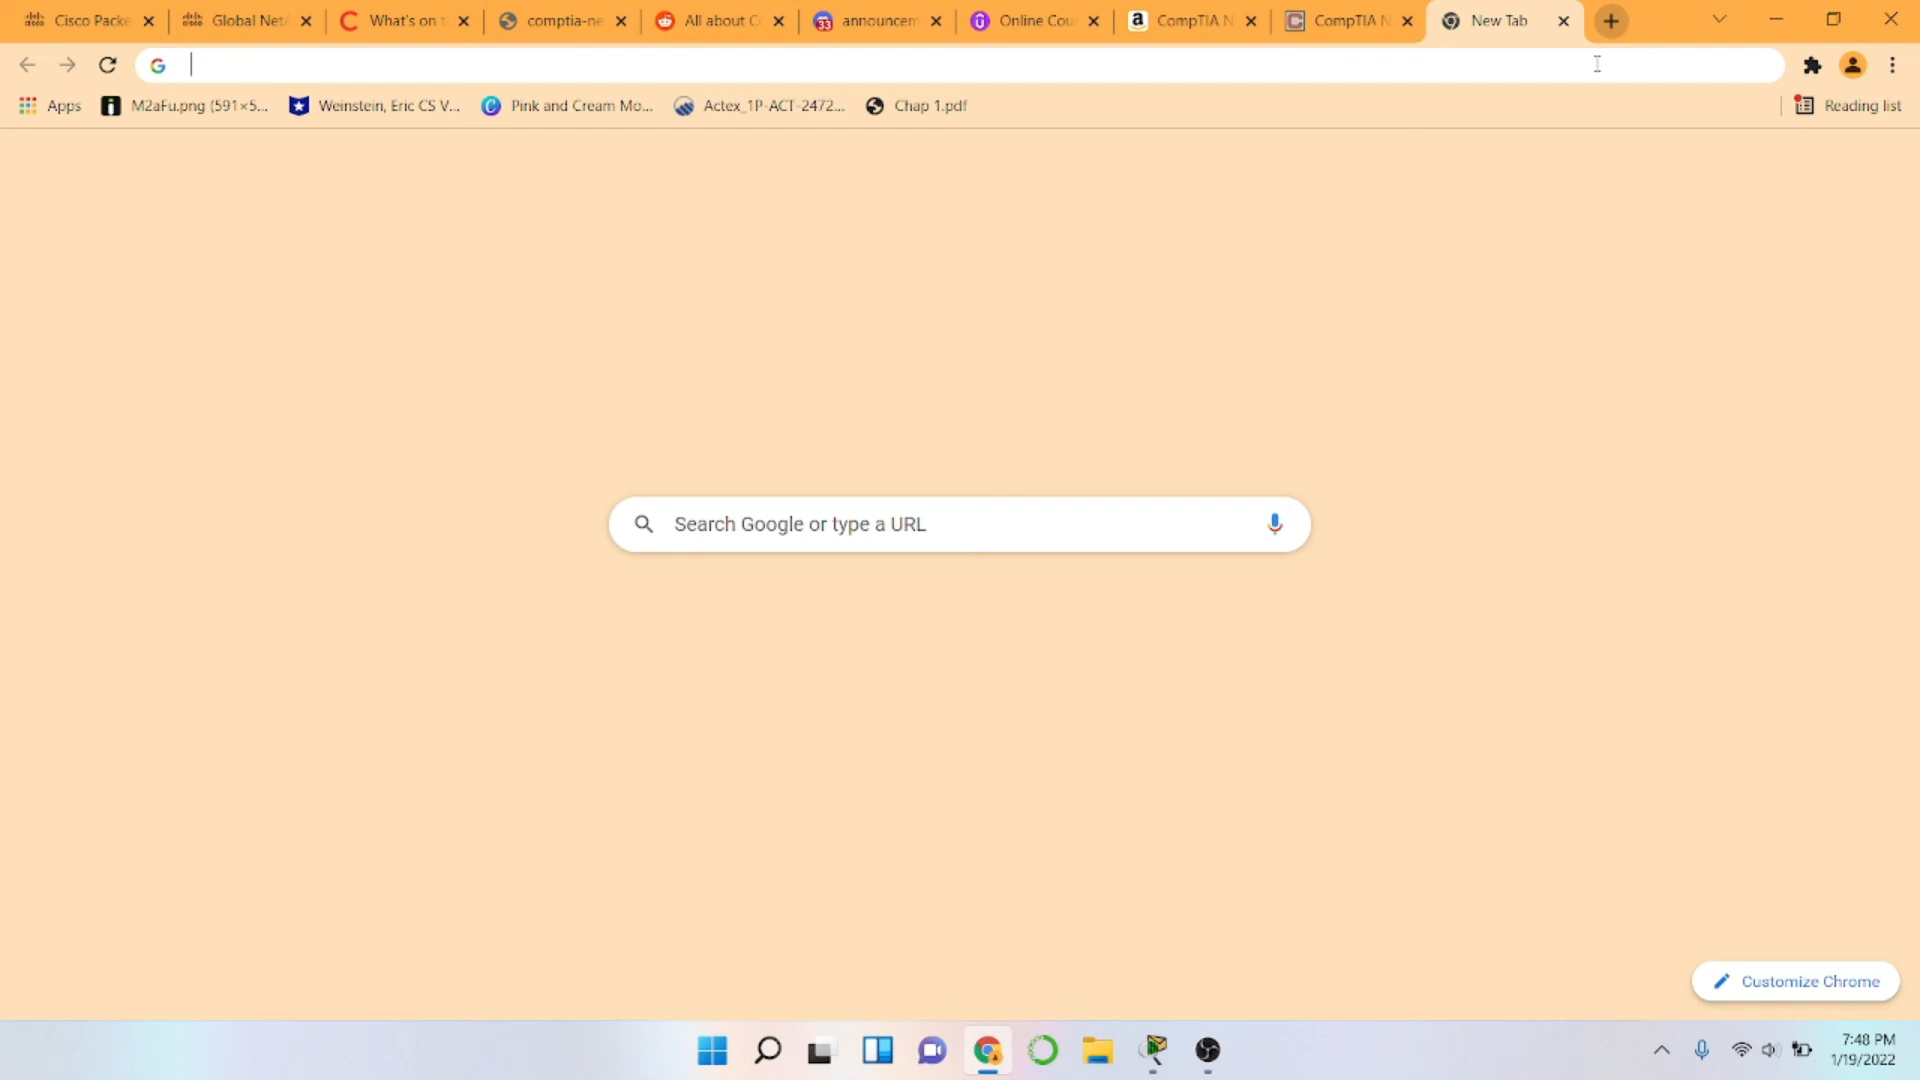 Cisco Packe
Global Net
What's on
comptia-ne
All about C
announcem
Online Cou
CompTIA N
CompTIA N
New Tab
Apps
M2aFu.png (591×5...
Weinstein, Eric CS V...
Pink and Cream Mo...
Actex_1P-ACT-2472...
Chap 1.pdf
Reading list
Search Google or type a URL
Customize Chrome
7:48 PM
1/19/2022